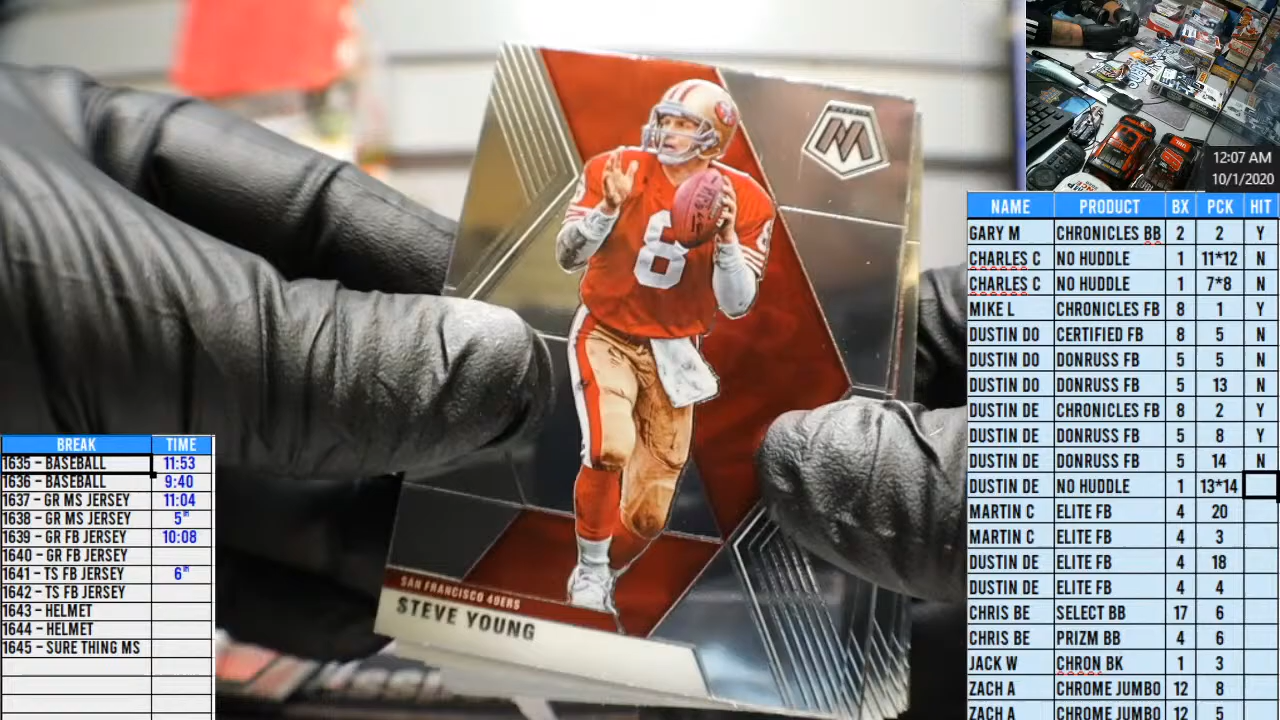 12:07 AM
10/1/2020
NAME PRODUCT BX PCK HIT
GARY M CHRONICLES BB 2 2 Y
CHARLES C NO HUDDLE 1 11*12 N
CHARLES C NO HUDDLE 1 7*8 N
MIKE L CHRONICLES FB 8 1 Y
DUSTIN DO CERTIFIED FB 8 5 N
DUSTIN DO DONRUSS FB 5 5 N
DUSTIN DO DONRUSS FB 5 13 N
DUSTIN DE CHRONICLES FB 8 2 Y
DUSTIN DE DONRUSS FB 5 8 Y
DUSTIN DE DONRUSS FB 5 14 N
DUSTIN DE NO HUDDLE 1 13*14
MARTIN C ELITE FB 4 20
MARTIN C ELITE FB 4 3
DUSTIN DE ELITE FB 4 18
DUSTIN DE ELITE FB 4 4
CHRIS BE SELECT BB 17 6
CHRIS BE PRIZM BB 4 6
JACK W CHRON BK 1 3
ZACH A CHROME JUMBO 12 8
ZACH A CHROME JUMBO 12 5
8
8
SAN FRANCISCO 49ERS
STEVE YOUNG
BREAK TIME
1635 - BASEBALL 11:53
1636 - BASEBALL 9:40
1637 - GR MS JERSEY 11:04
1638 - GR MS JERSEY 5th
1639 - GR FB JERSEY 10:08
1640 - GR FB JERSEY
1641 - TS FB JERSEY 6th
1642 - TS FB JERSEY
1643 - HELMET
1644 - HELMET
1645 - SURE THING MS